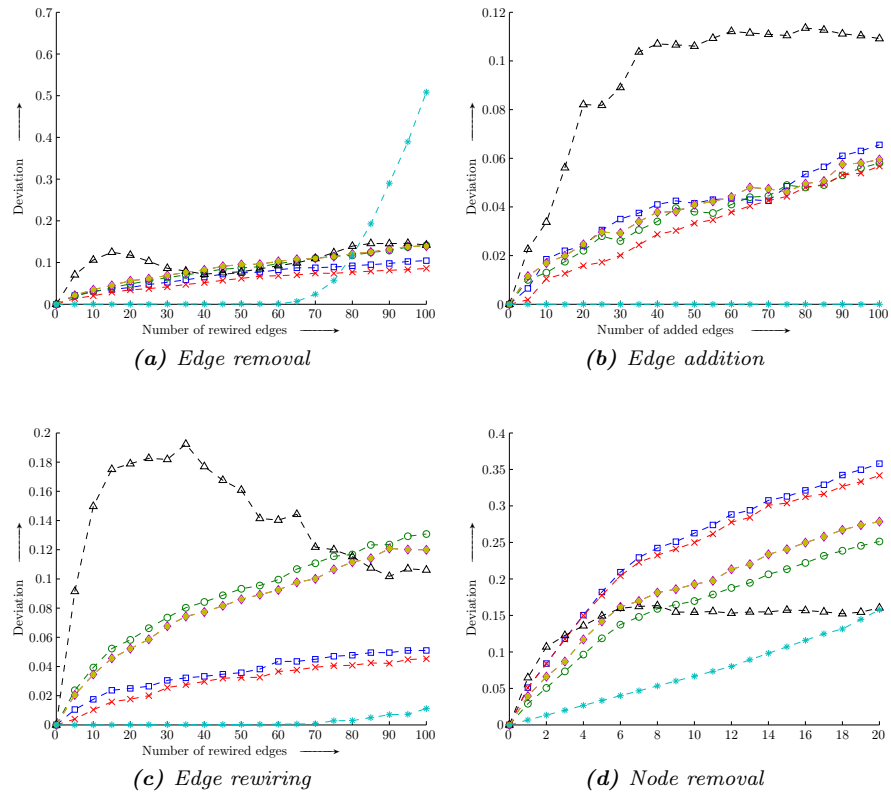 0.7
0.6
0.5
0.4
0.3
0.2
0.1
0
Deviation
0 10 20 30 40 50 60 70 80 90 100
Number of rewired edges
(a) Edge removal
0.12
0.1
0.08
0.06
0.04
0.02
0
Deviation
0 10 20 30 40 50 60 70 80 90 100
Number of added edges
(b) Edge addition
0.2
0.18
0.16
0.14
0.12
0.1
0.08
0.06
0.04
0.02
0
Deviation
0 10 20 30 40 50 60 70 80 90 100
Number of rewired edges
(c) Edge rewiring
0.35
0.3
0.25
0.2
0.15
0.1
0.05
0
Deviation
0 2 4 6 8 10 12 14 16 18 20
(d) Node removal